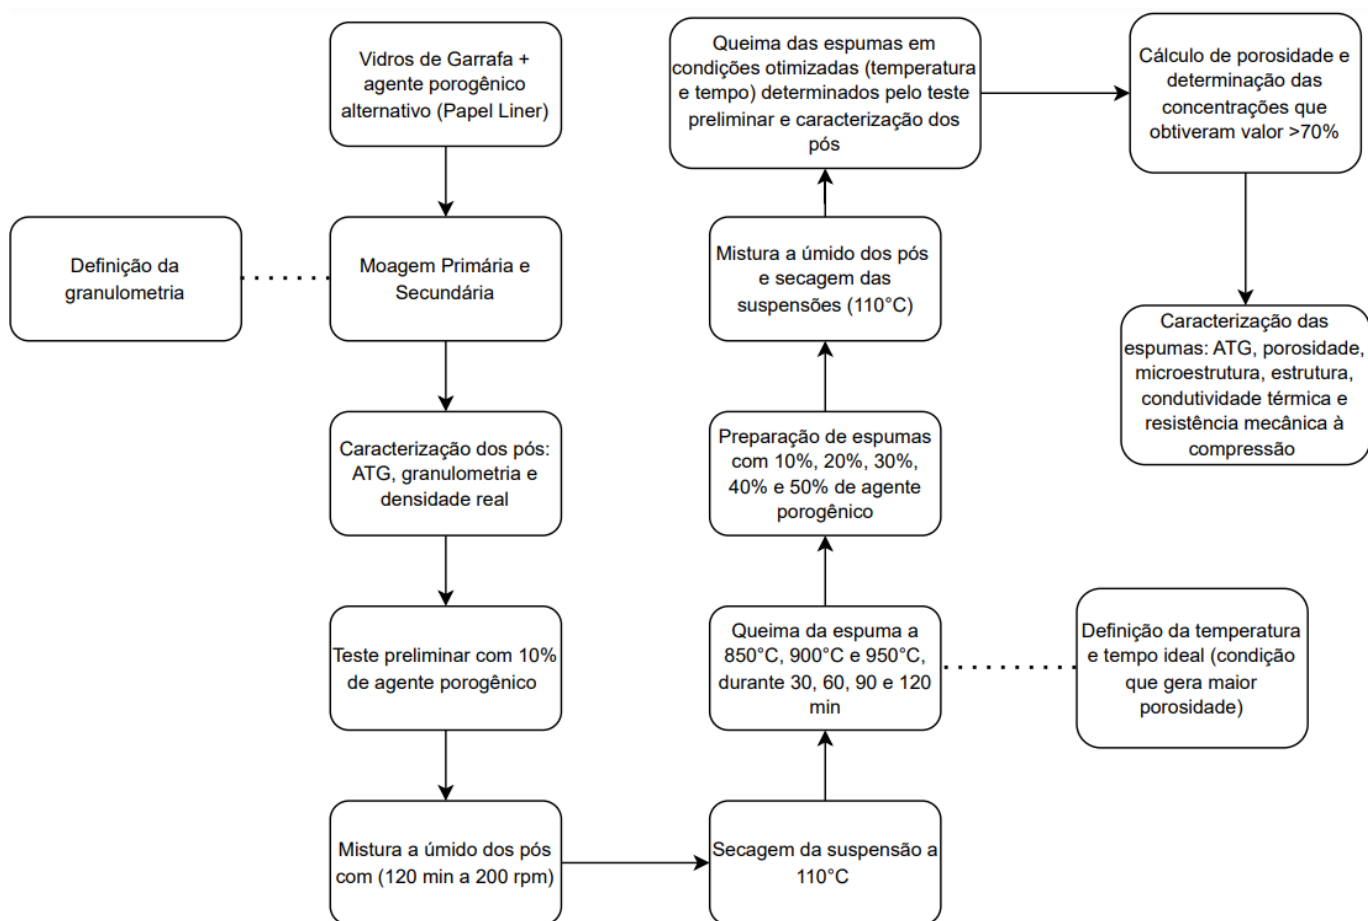 Vidros de Garrafa +
agente porogênico
alternativo (Papel Liner)
Definição da
granulometria
Moagem Primária e
Secundária
Caracterização dos pós:
ATG, granulometria e
densidade real
Teste preliminar com 10%
de agente porogênico
Mistura a úmido dos pós
com (120 min a 200 rpm)
Secagem da suspensão a
110°C
Queima da espuma a
850°C, 900°C e 950°C,
durante 30, 60, 90 e 120
min
Definição da temperatura
e tempo ideal (condição
que gera maior
porosidade)
Preparação de espumas
com 10%, 20%, 30%,
40% e 50% de agente
porogênico
Mistura a úmido dos pós
e secagem das
suspensões (110°C)
Queima das espumas em
condições otimizadas (temperatura
e tempo) determinados pelo teste
preliminar e caracterização dos
pós
Cálculo de porosidade e
determinação das
concentrações que
obtiveram valor >70%
Caracterização das
espumas: ATG, porosidade,
microestrutura, estrutura,
condutividade térmica e
resistência mecânica à
compressão